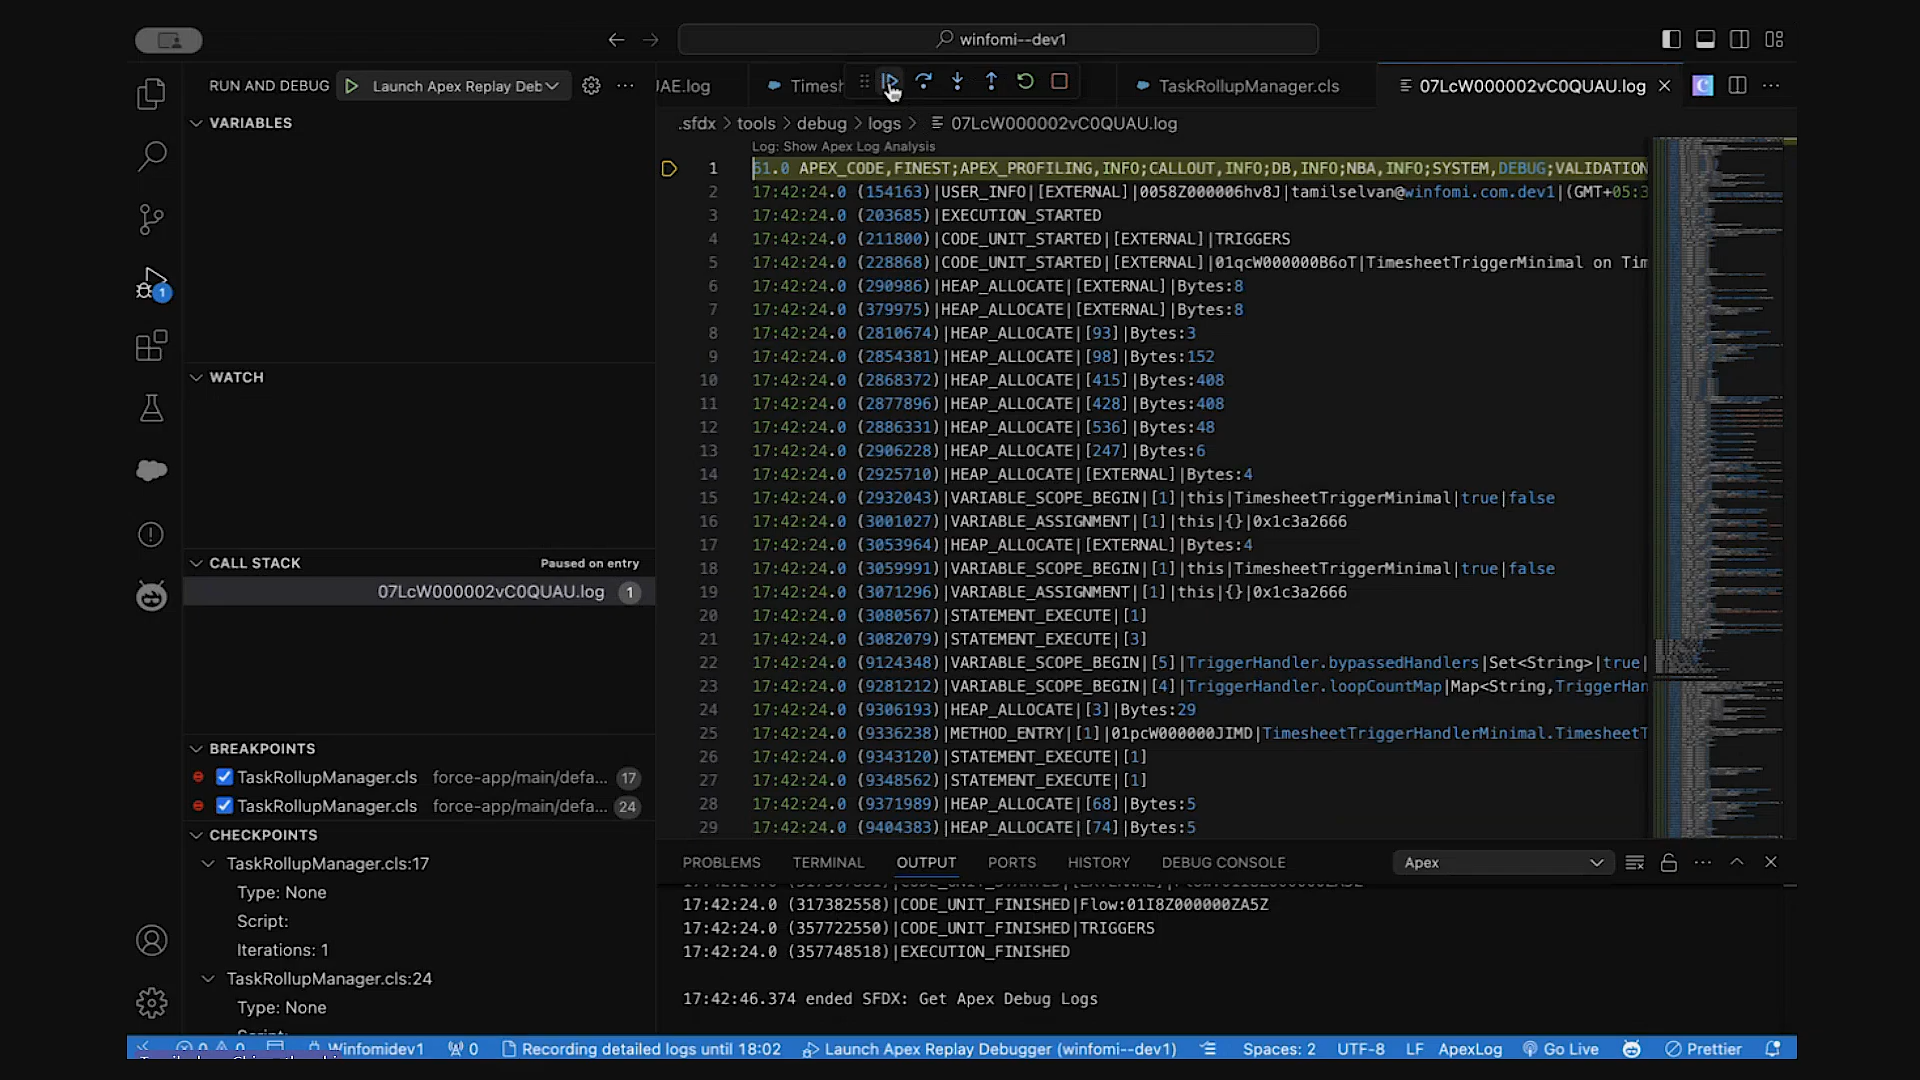 winfomi--dev1
RUN AND DEBUG
Launch Apex Replay Deb
JAE.log
Timesh
TaskRollupManager.cls
07LcW000002vC0QUAU.log
VARIABLES
.sfdx > tools > debug > logs > 07LcW000002vC0QUAU.log
Log: Show Apex Log Analysis
1 61.0 APEX_CODE,FINEST;APEX_PROFILING,INFO;CALLOUT,INFO;DB,INFO;NBA,INFO;SYSTEM,DEBUG;VALIDATION
2 17:42:24.0 (154163)|USER_INFO|[EXTERNAL]|0058Z000006hv8J|tamilselvan@winfomi.com.dev1|(GMT+05:3
3 17:42:24.0 (203685)|EXECUTION_STARTED
4 17:42:24.0 (211800)|CODE_UNIT_STARTED|[EXTERNAL]|TRIGGERS
5 17:42:24.0 (228868)|CODE_UNIT_STARTED|[EXTERNAL]|01qcW000000B6oT|TimesheetTriggerMinimal on Tim
6 17:42:24.0 (290986)|HEAP_ALLOCATE|[EXTERNAL]|Bytes:8
7 17:42:24.0 (379975)|HEAP_ALLOCATE|[EXTERNAL]|Bytes:8
8 17:42:24.0 (2810674)|HEAP_ALLOCATE|[93]|Bytes:3
9 17:42:24.0 (2854381)|HEAP_ALLOCATE|[98]|Bytes:152
10 17:42:24.0 (2868372)|HEAP_ALLOCATE|[415]|Bytes:408
11 17:42:24.0 (2877896)|HEAP_ALLOCATE|[428]|Bytes:408
12 17:42:24.0 (2886331)|HEAP_ALLOCATE|[536]|Bytes:48
13 17:42:24.0 (2906228)|HEAP_ALLOCATE|[247]|Bytes:6
14 17:42:24.0 (2925710)|HEAP_ALLOCATE|[EXTERNAL]|Bytes:4
15 17:42:24.0 (2932043)|VARIABLE_SCOPE_BEGIN|[1]|this|TimesheetTriggerMinimal|true|false
16 17:42:24.0 (3001027)|VARIABLE_ASSIGNMENT|[1]|this|{}|0x1c3a2666
17 17:42:24.0 (3053964)|HEAP_ALLOCATE|[EXTERNAL]|Bytes:4
18 17:42:24.0 (3059991)|VARIABLE_SCOPE_BEGIN|[1]|this|TimesheetTriggerMinimal|true|false
19 17:42:24.0 (3071296)|VARIABLE_ASSIGNMENT|[1]|this|{}|0x1c3a2666
20 17:42:24.0 (3080567)|STATEMENT_EXECUTE|[1]
21 17:42:24.0 (3082079)|STATEMENT_EXECUTE|[3]
22 17:42:24.0 (9124348)|VARIABLE_SCOPE_BEGIN|[5]|TriggerHandler.bypassedHandlers|Set<String>|true|
23 17:42:24.0 (9281212)|VARIABLE_SCOPE_BEGIN|[4]|TriggerHandler.loopCountMap|Map<String,TriggerHan
24 17:42:24.0 (9306193)|HEAP_ALLOCATE|[3]|Bytes:29
25 17:42:24.0 (9336238)|METHOD_ENTRY|[1]|01pcW000000JIMD|TimesheetTriggerHandlerMinimal.TimesheetT
26 17:42:24.0 (9343120)|STATEMENT_EXECUTE|[1]
27 17:42:24.0 (9348562)|STATEMENT_EXECUTE|[1]
28 17:42:24.0 (9371989)|HEAP_ALLOCATE|[68]|Bytes:5
29 17:42:24.0 (9404383)|HEAP_ALLOCATE|[74]|Bytes:5
WATCH
CALL STACK Paused on entry
07LcW000002vC0QUAU.log 1
BREAKPOINTS
TaskRollupManager.cls force-app/main/defa... 17
TaskRollupManager.cls force-app/main/defa... 24
CHECKPOINTS
TaskRollupManager.cls:17
Type: None
Script:
Iterations: 1
TaskRollupManager.cls:24
Type: None
1
PROBLEMS TERMINAL OUTPUT PORTS HISTORY DEBUG CONSOLE Apex
17:42:24.0 (317382558)|CODE_UNIT_FINISHED|Flow:01I8Z000000ZA5Z
17:42:24.0 (357722550)|CODE_UNIT_FINISHED|TRIGGERS
17:42:24.0 (357748518)|EXECUTION_FINISHED
17:42:46.374 ended SFDX: Get Apex Debug Logs
0 0 Winfomidev1 0 Recording detailed logs until 18:02 Launch Apex Replay Debugger (winfomi--dev1) Spaces: 2 UTF-8 LF ApexLog Go Live Prettier